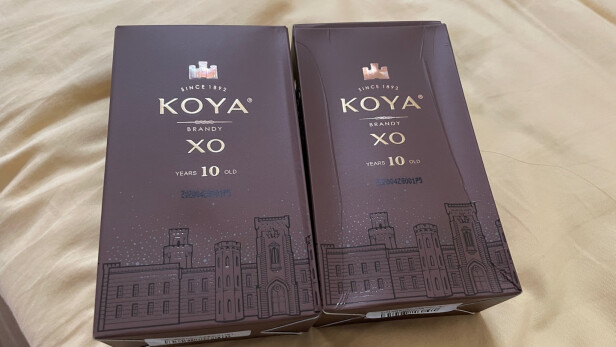 SINCE 1892
KOYA®
BRANDY
XO
YEARS 10 OLD
SINCE 1892
KOYA®
BRANDY
XO
YEARS 10 OLD